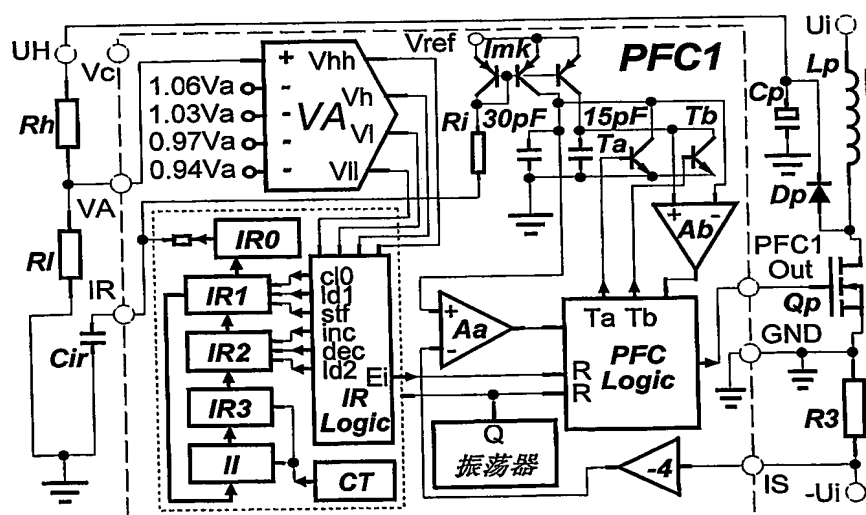 UH
Vc
Vref
Imk
PFC1
Ui
Lp
Vhh
1.06Va
1.03Va
0.97Va
0.94Va
VA
Vh
Vl
Vll
Rh
Ri
30pF
15pF
Ta
Tb
Cp
Dp
VA
Rl
IR
Cir
IR0
IR1
IR2
IR3
II
CT
cl0
ld1
stf
inc
dec
ld2
Ei
IR
Logic
Aa
Ab
Ta Tb
PFC
Logic
R
R
Q
振荡器
-4
PFC1
Out
Qp
GND
R3
IS
-Ui